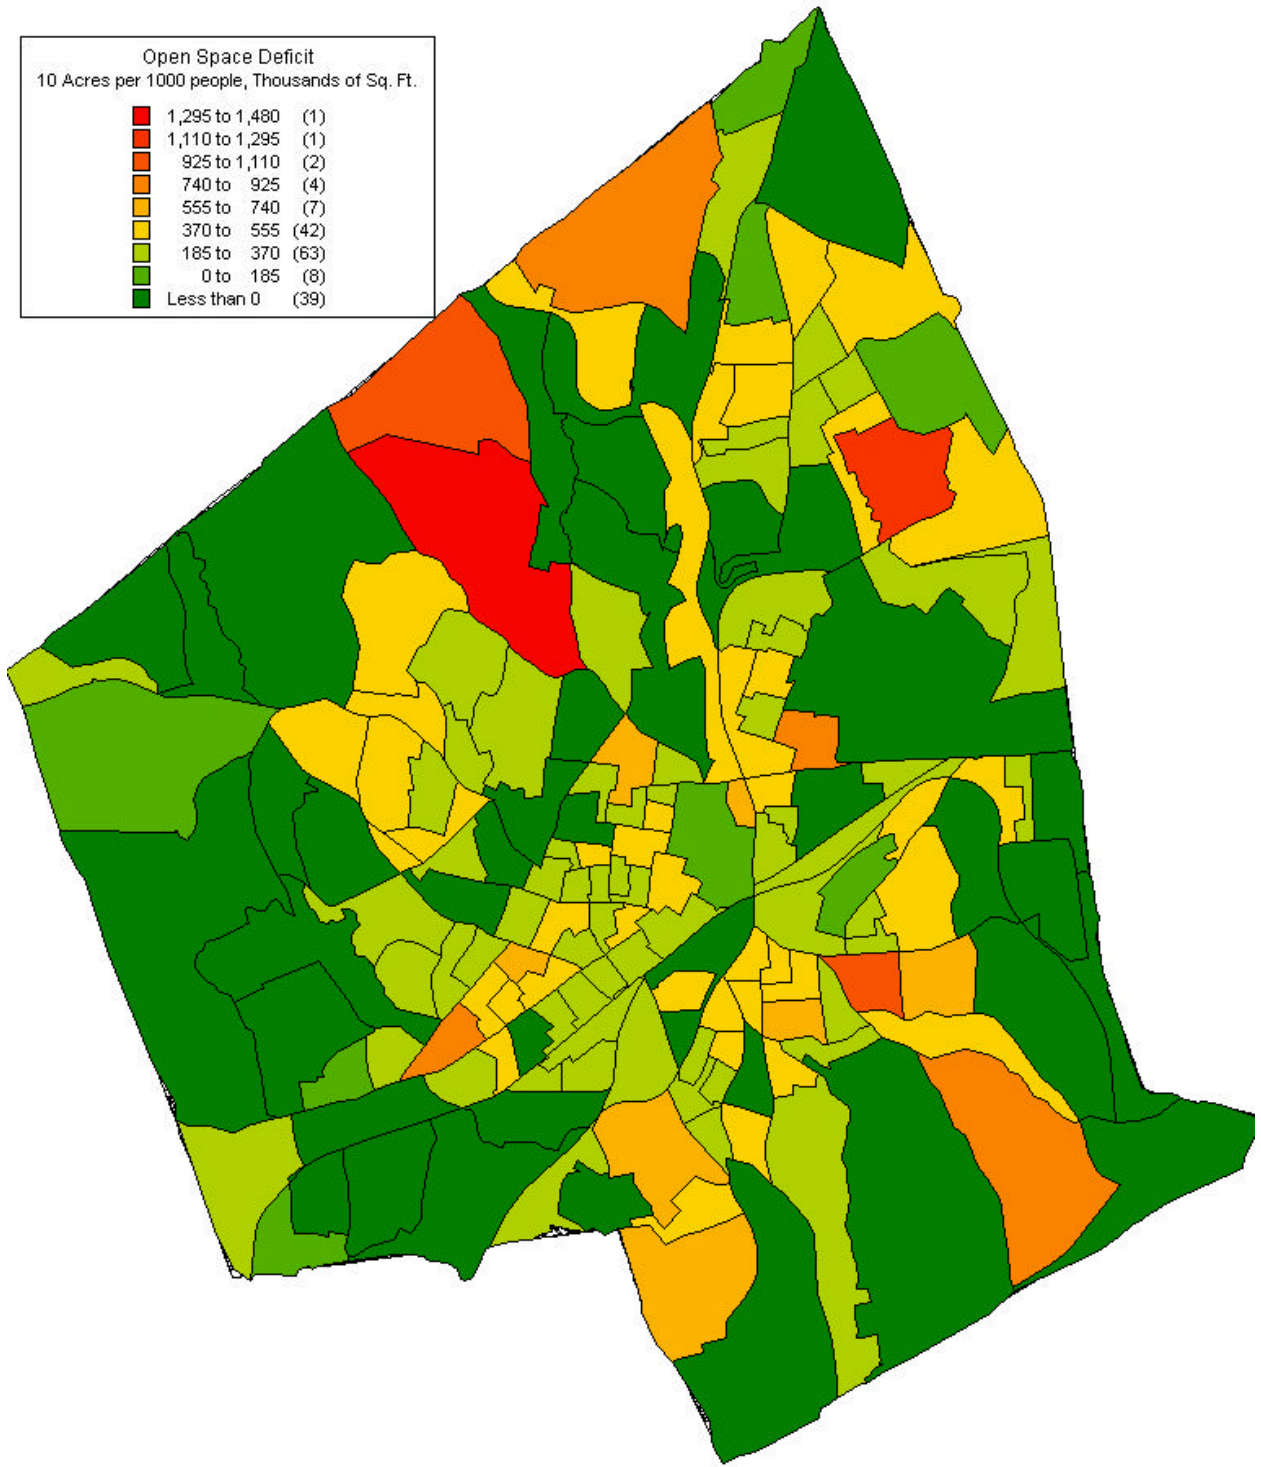 Open Space Deficit
10 Acres per 1000 people, Thousands of Sq. Ft.
1,295 to 1,480 (1)
1,110 to 1,295 (1)
925 to 1,110 (2)
740 to 925 (4)
555 to 740 (7)
370 to 555 (42)
185 to 370 (63)
0 to 185 (8)
Less than 0 (39)